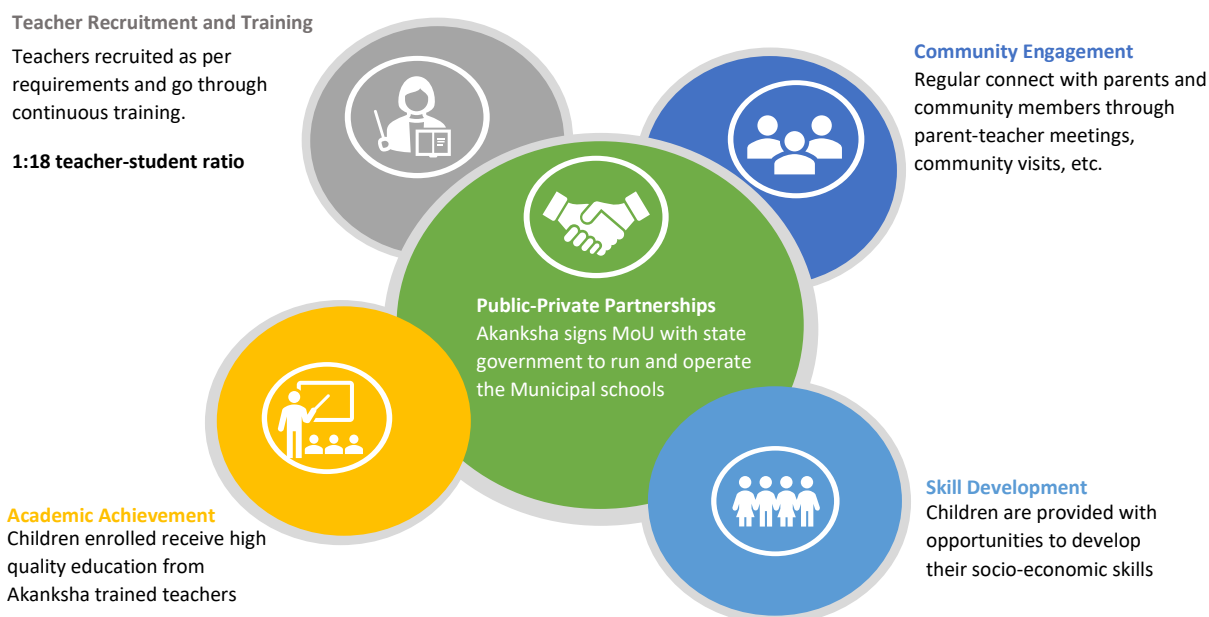 Teacher Recruitment and Training
Teachers recruited as per
requirements and go through
continuous training.
1:18 teacher-student ratio
Community Engagement
Regular connect with parents and
community members through
parent-teacher meetings,
community visits, etc.
Public-Private Partnerships
Akanksha signs MoU with state
government to run and operate
the Municipal schools
Academic Achievement
Children enrolled receive high
quality education from
Akanksha trained teachers
Skill Development
Children are provided with
opportunities to develop
their socio-economic skills